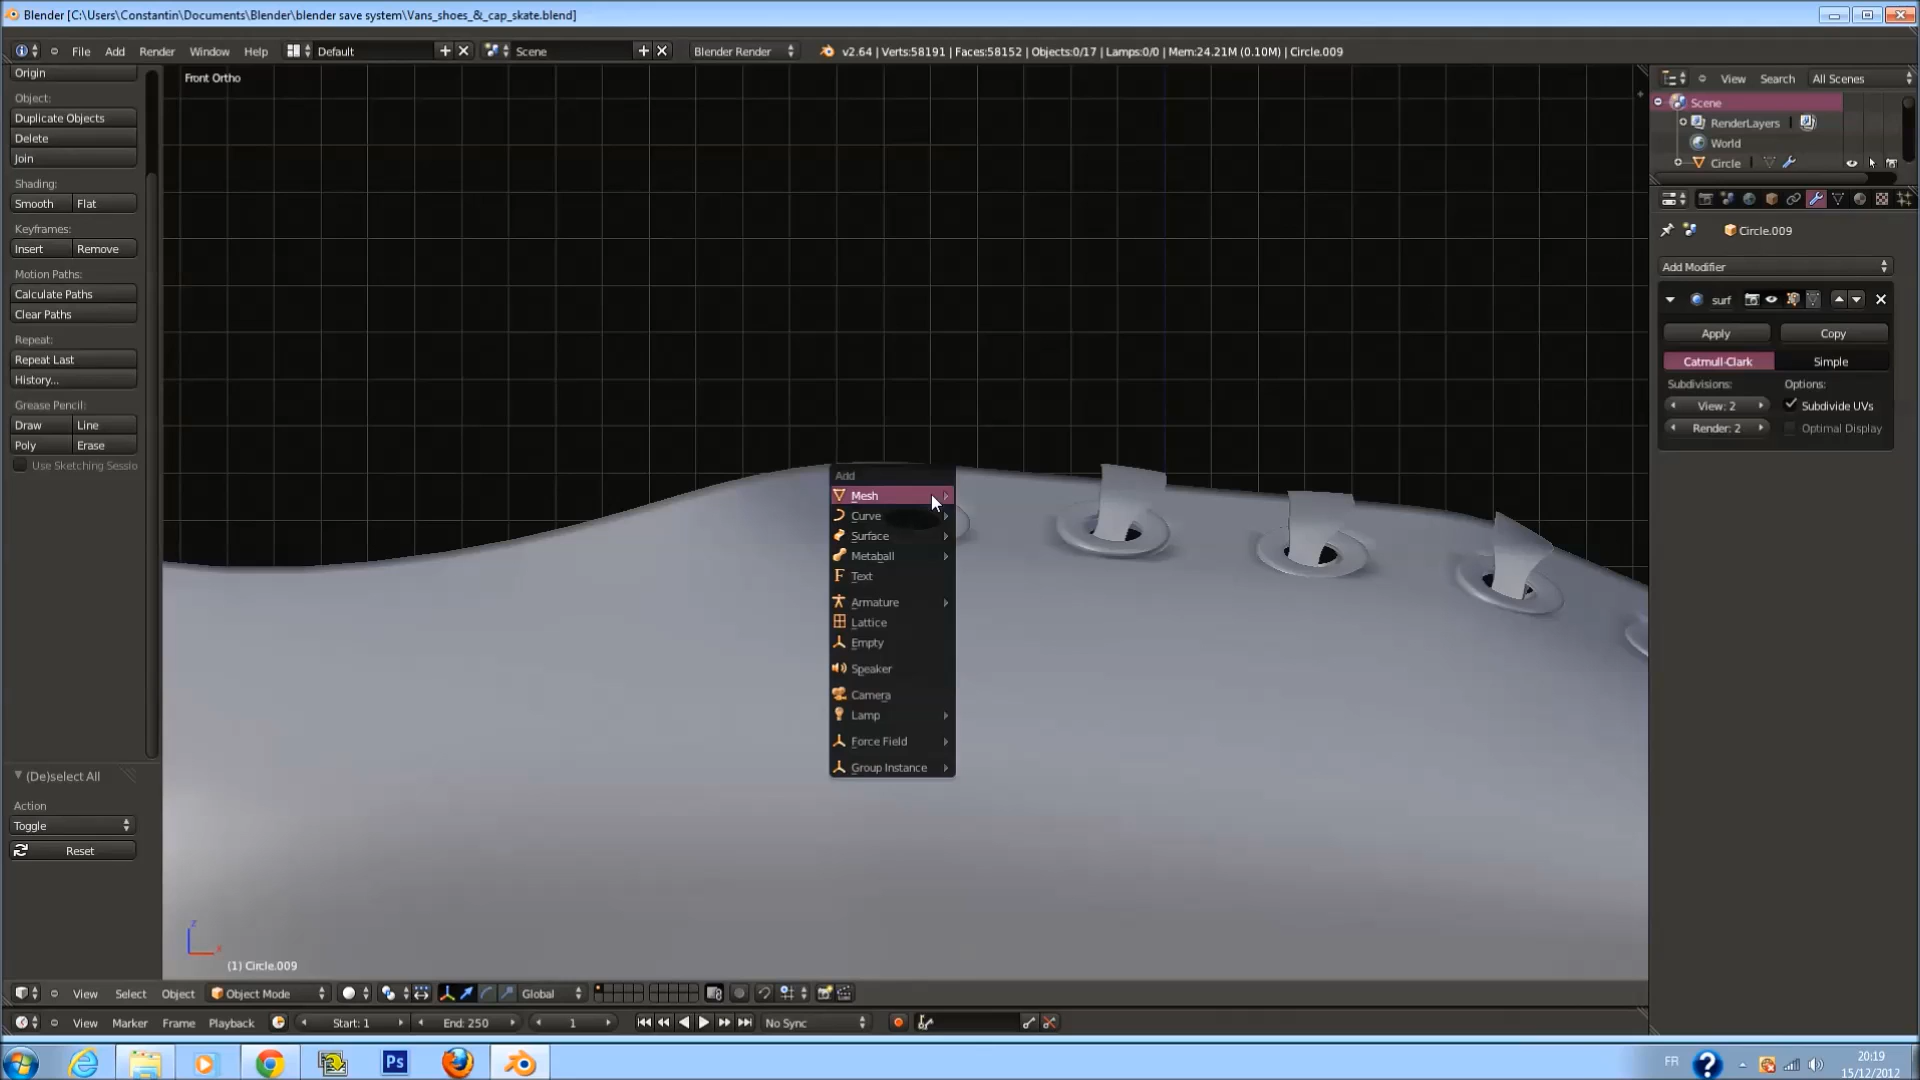 Blender [C:\Users\Constantin\Documents\Blender\blender save system\Vans_shoes_&_cap_skate.blend]
File Add Render Window Help Default Scene Blender Render v2.64 | Verts:58191 | Faces:58152 | Objects:0/17 | Lamps:0/0 | Mem:24.21M (0.10M) | Circle.009
Origin
Object:
Duplicate Objects
Delete
Join
Shading:
Smooth Flat
Keyframes:
Insert Remove
Motion Paths:
Calculate Paths
Clear Paths
Repeat:
Repeat Last
History...
Grease Pencil:
Draw Line
Poly Erase
Use Sketching Sessio
(De)select All
Action
Toggle
Reset
Front Ortho
Add
Mesh
Curve
Surface
Metaball
Text
Armature
Lattice
Empty
Speaker
Camera
Lamp
Force Field
Group Instance
z
x
(1) Circle.009
View Search All Scenes
Scene
RenderLayers
World
Circle
Circle.009
Add Modifier
surf
Apply Copy
Catmull-Clark Simple
Subdivisions: Options:
View: 2 Subdivide UVs
Render: 2 Optimal Display
View Select Object Object Mode Global
View Marker Frame Playback Start: 1 End: 250 1 No Sync
Ps FR ? 20:19
15/12/2012